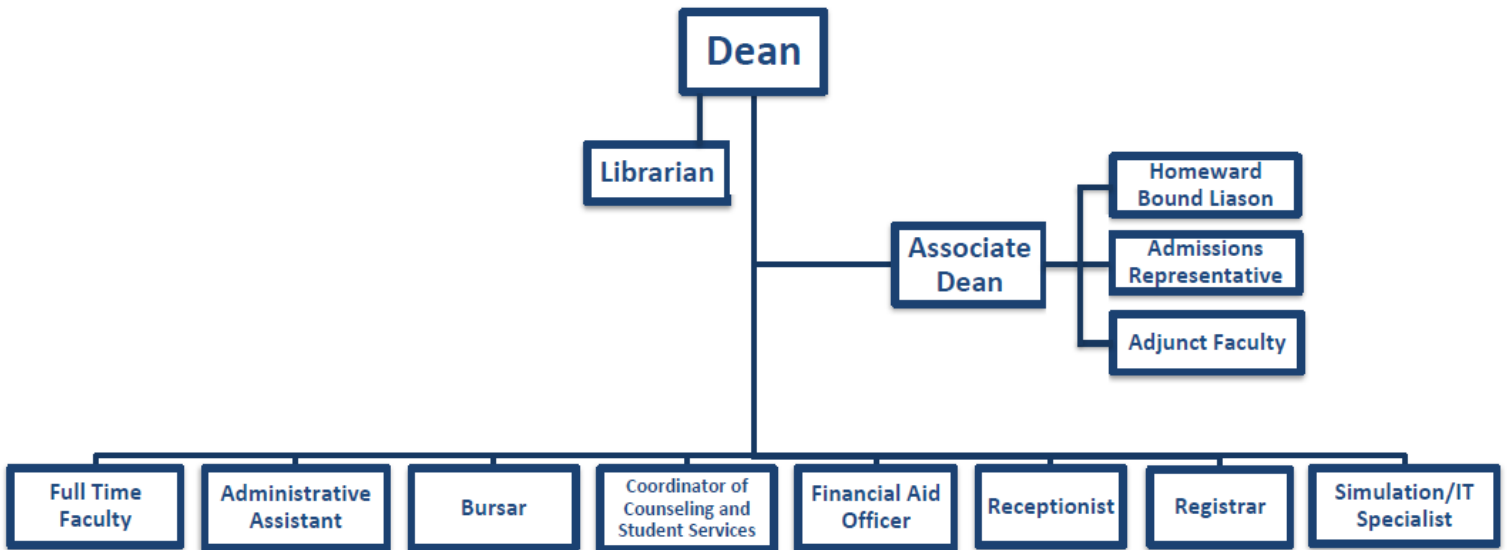 Dean
Librarian
Homeward
Bound Liason
Associate
Dean
Admissions
Representative
Adjunct Faculty
Full Time
Faculty
Administrative
Assistant
Bursar
Coordinator of
Counseling and
Student Services
Financial Aid
Officer
Receptionist
Registrar
Simulation/IT
Specialist